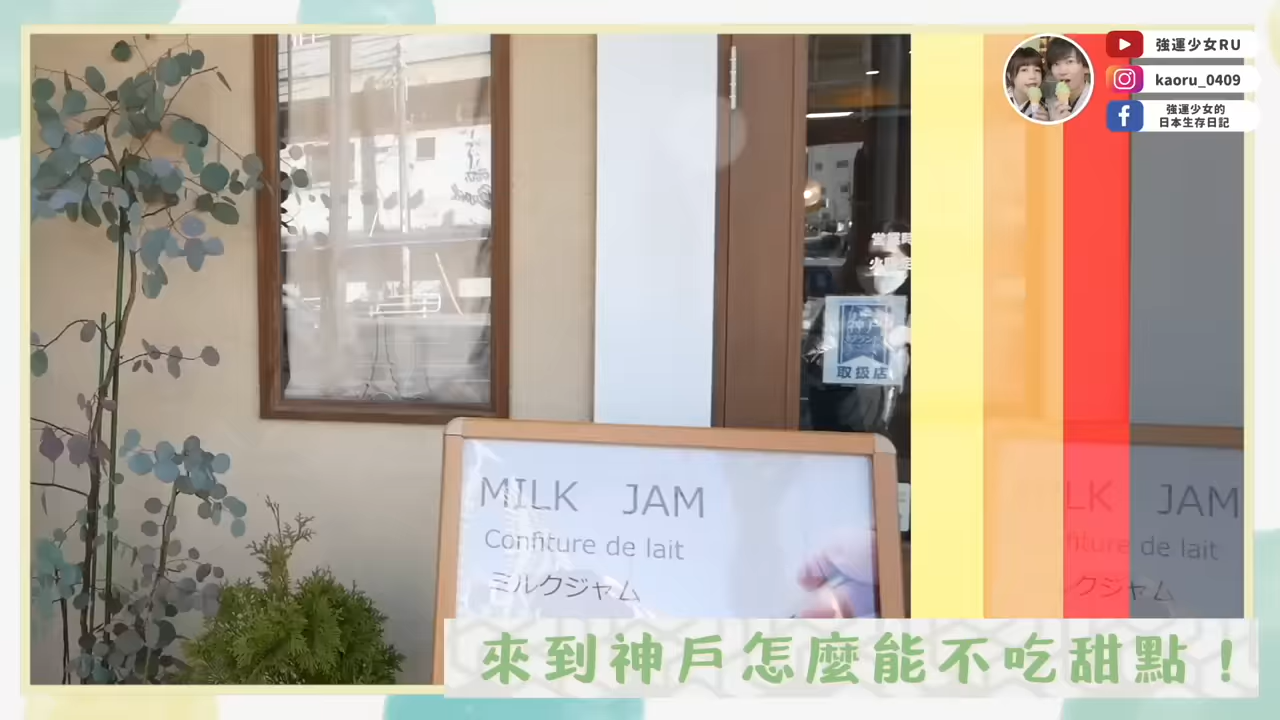 強運少女RU
kaoru_0409
強運少女的
日本生存日記
神戶
取扱店
MILK JAM
Confiture de lait
ミルクジャム
LK JAM
fiture de lait
クジャム
來到神戶怎麼能不吃甜點！